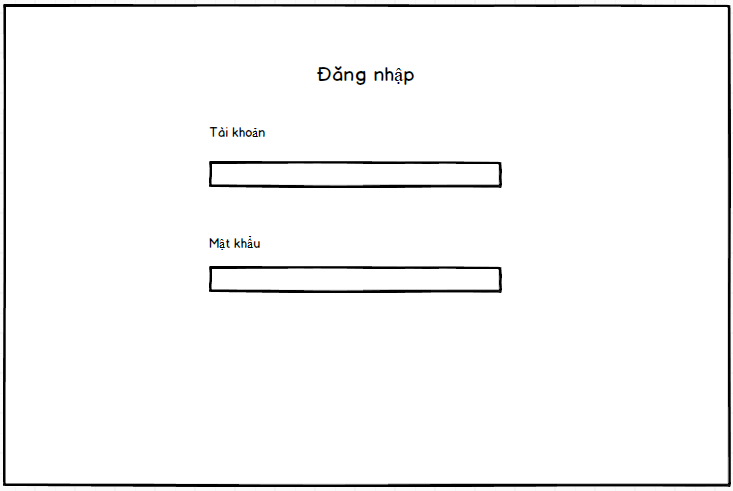 Đăng nhập
Tài khoản
Mật khẩu